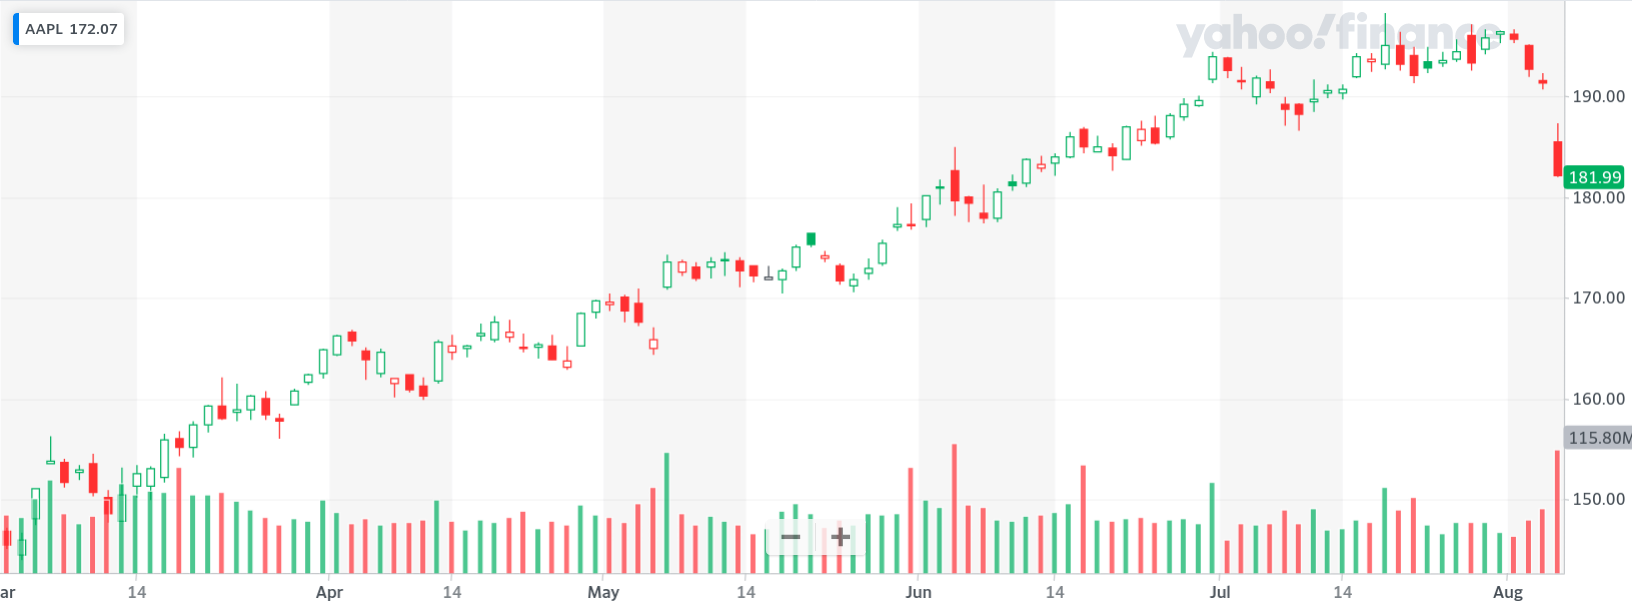 AAPL 172.07
yahoo!finance
190.00
181.99
180.00
170.00
160.00
115.80M
150.00
ar 14 Apr 14 May 14 Jun 14 Jul 14 Aug